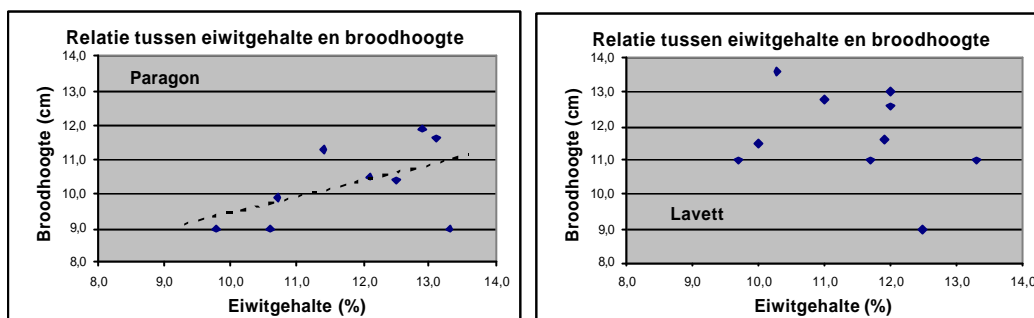 Relatie tussen eiwitgehalte en broodhoogte
Paragon
Broodhoogte (cm)
14,0
13,0
12,0
11,0
10,0
9,0
8,0
8,0 9,0 10,0 11,0 12,0 13,0 14,0
Eiwitgehalte (%)
Relatie tussen eiwitgehalte en broodhoogte
Lavett
Broodhoogte (cm)
14,0
13,0
12,0
11,0
10,0
9,0
8,0
8,0 9,0 10,0 11,0 12,0 13,0 14,0
Eiwitgehalte (%)